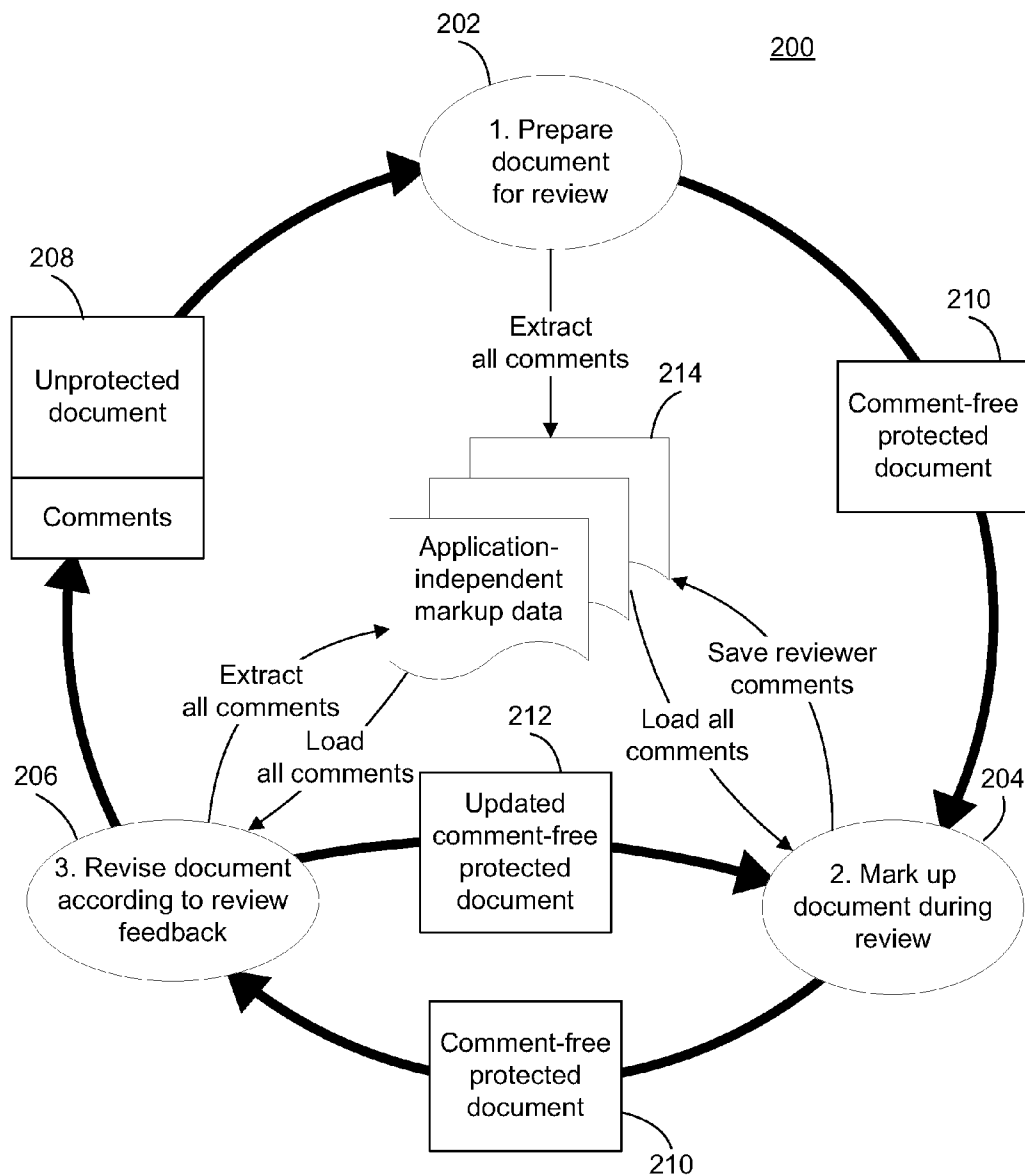 202
200
1. Prepare
document
for review
208
210
Extract
all comments
Unprotected
document
214
Comment-free
protected
document
Comments
Application-
independent
markup data
Save reviewer
comments
Extract
all comments
Load all
comments
Load
all comments
212
206
204
Updated
comment-free
protected
document
3. Revise document
according to review
feedback
2. Mark up
document during
review
Comment-free
protected
document
210